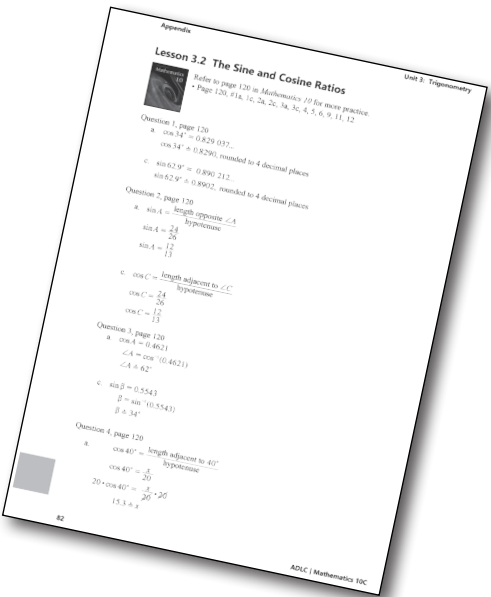 Appendix
Unit 3: Trigonometry
Lesson 3.2 The Sine and Cosine Ratios
Mathematics
10
Refer to page 120 in Mathematics 10 for more practice.
• Page 120, #1a, 1c, 2a, 2c, 3a, 3c, 4, 5, 6, 9, 11, 12
Question 1, page 120
a. cos 34° = 0.829 037...
cos 34° ≐ 0.8290, rounded to 4 decimal places
c. sin 62.9° = 0.890 212...
sin 62.9° ≐ 0.8902, rounded to 4 decimal places
Question 2, page 120
a. sin A = length opposite ∠A / hypotenuse
sin A = 24/26
sin A = 12/13
c. cos C = length adjacent to ∠C / hypotenuse
cos C = 24/26
cos C = 12/13
Question 3, page 120
a. cos A = 0.4621
∠A = cos⁻¹(0.4621)
∠A ≐ 62°
c. sin β = 0.5543
β = sin⁻¹(0.5543)
β ≐ 34°
Question 4, page 120
a. cos 40° = length adjacent to 40° / hypotenuse
cos 40° = x/20
20 • cos 40° = x/20 • 20
15.3 ≐ x
82
ADLC | Mathematics 10C